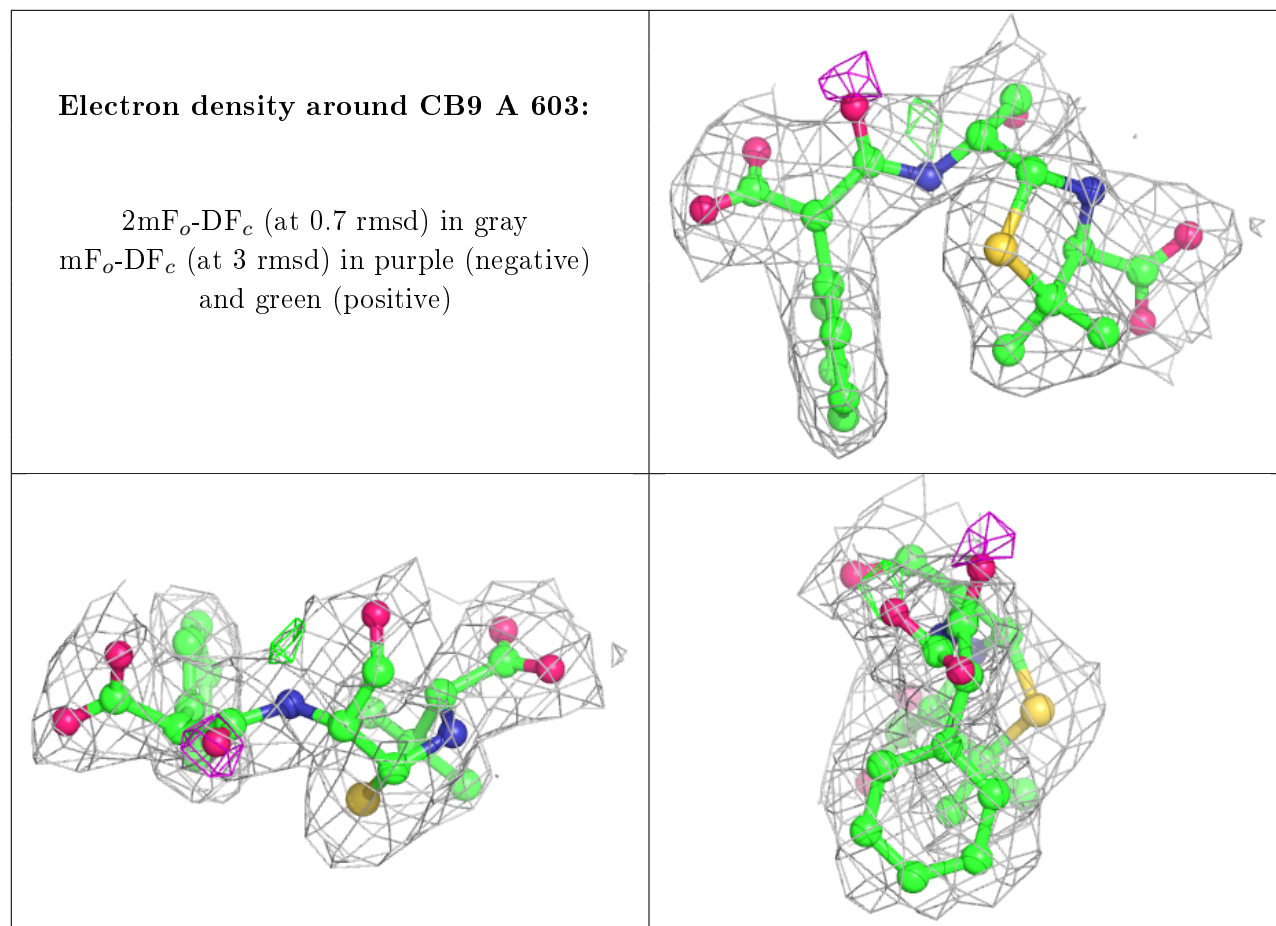 Electron density around CB9 A 603:
2mFo-DFc (at 0.7 rmsd) in gray
mFo-DFc (at 3 rmsd) in purple (negative)
and green (positive)